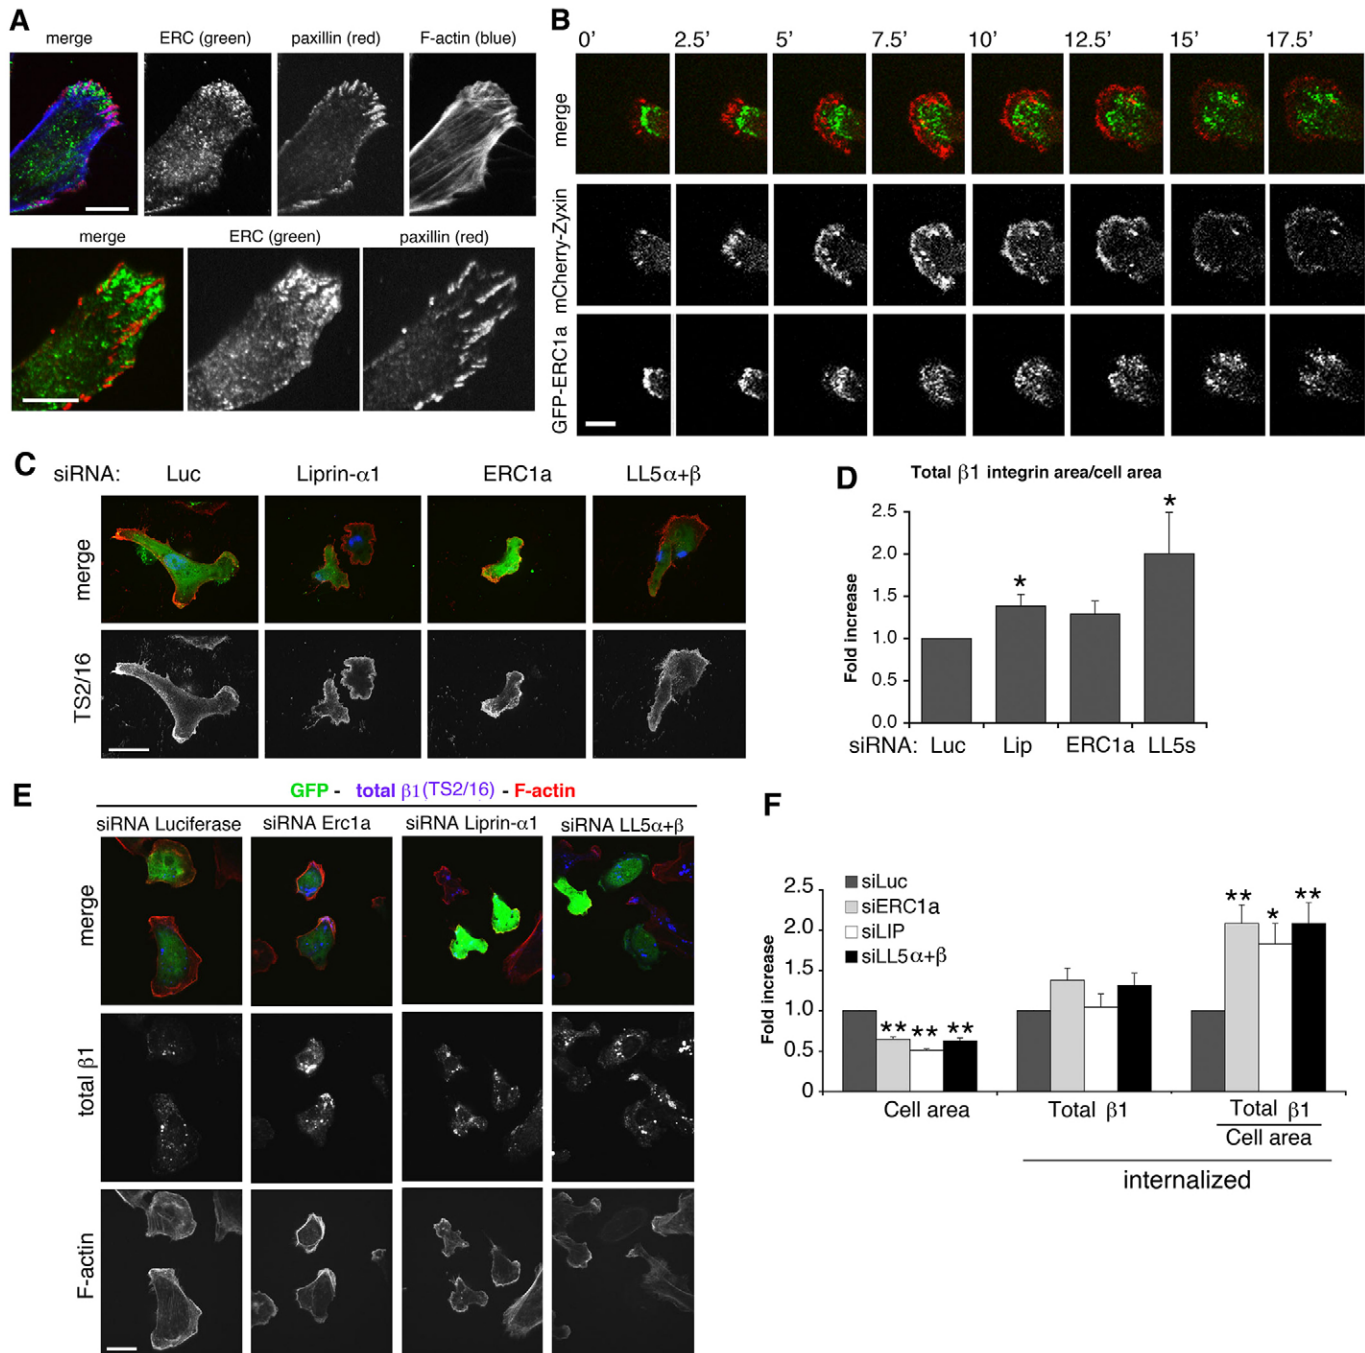 A
merge
ERC (green)
paxillin (red)
F-actin (blue)
merge
ERC (green)
paxillin (red)
B
0'
2.5'
5'
7.5'
10'
12.5'
15'
17.5'
merge
mCherry-Zyxin
GFP-ERC1a
C
siRNA:
Luc
Liprin-α1
ERC1a
LL5α+β
merge
TS2/16
D
Total β1 integrin area/cell area
Fold increase
2.5
2.0
1.5
1.0
0.5
0.0
*
*
siRNA:
Luc
Lip
ERC1a
LL5s
E
GFP - total β1(TS2/16) - F-actin
siRNA Luciferase
siRNA Erc1a
siRNA Liprin-α1
siRNA LL5α+β
merge
total β1
F-actin
F
siLuc
siERC1a
siLIP
siLL5α+β
Fold increase
2.5
2.0
1.5
1.0
0.5
0
**
**
**
**
*
**
Cell area
Total β1
Total β1
Cell area
internalized